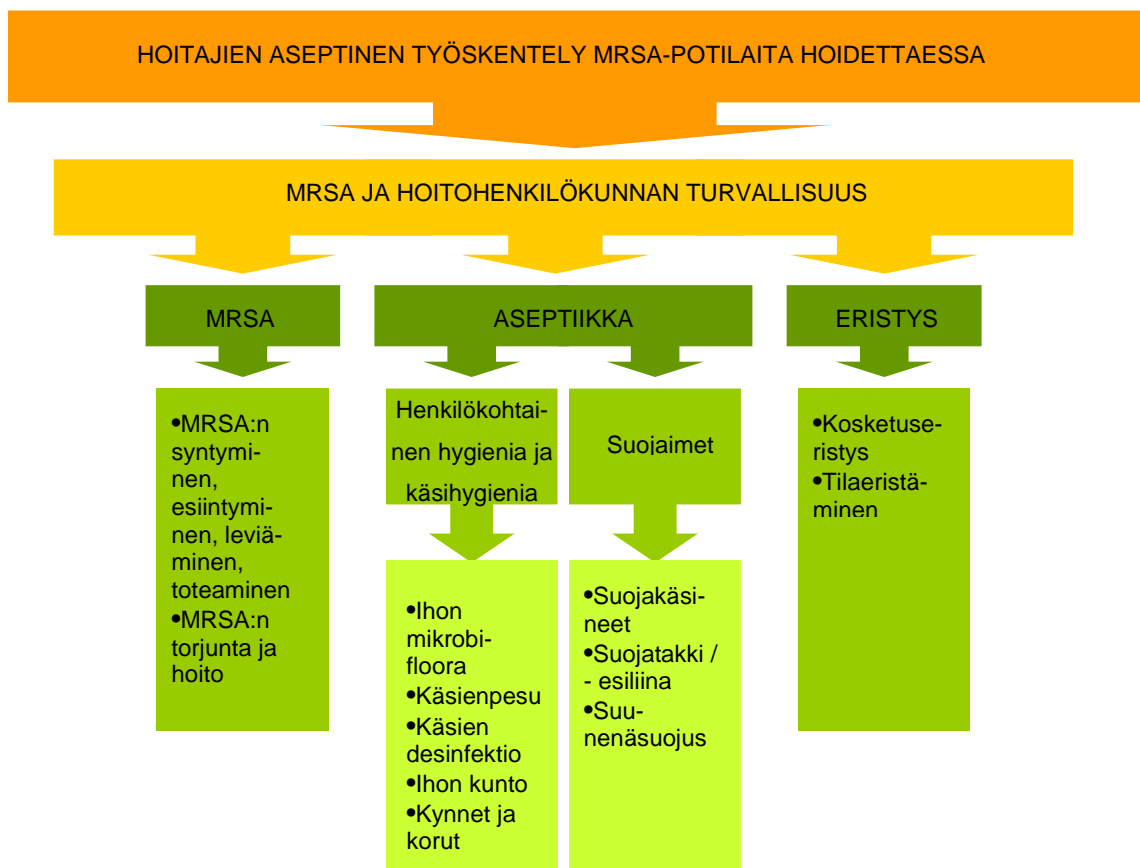 HOITAJIEN ASEPTINEN TYÖSKENTELY MRSA-POTILAITA HOIDETTAESSA
MRSA JA HOITOHENKILÖKUNNAN TURVALLISUUS
MRSA
ASEPTIIKKA
ERISTYS
•MRSA:n
syntymi-
nen,
esiintymi-
nen, leviä-
minen,
toteaminen
•MRSA:n
torjunta ja
hoito
Henkilökohtai-
nen hygienia ja
käsihygienia
•Ihon
mikrobi-
floora
•Käsienpesu
•Käsien
desinfektio
•Ihon kunto
•Kynnet ja
korut
Suojaimet
•Suojakäsi-
neet
•Suojatakki /
- esiliina
•Suu-
nenäsuojus
•Kosketuse-
ristys
•Tilaeristä-
minen